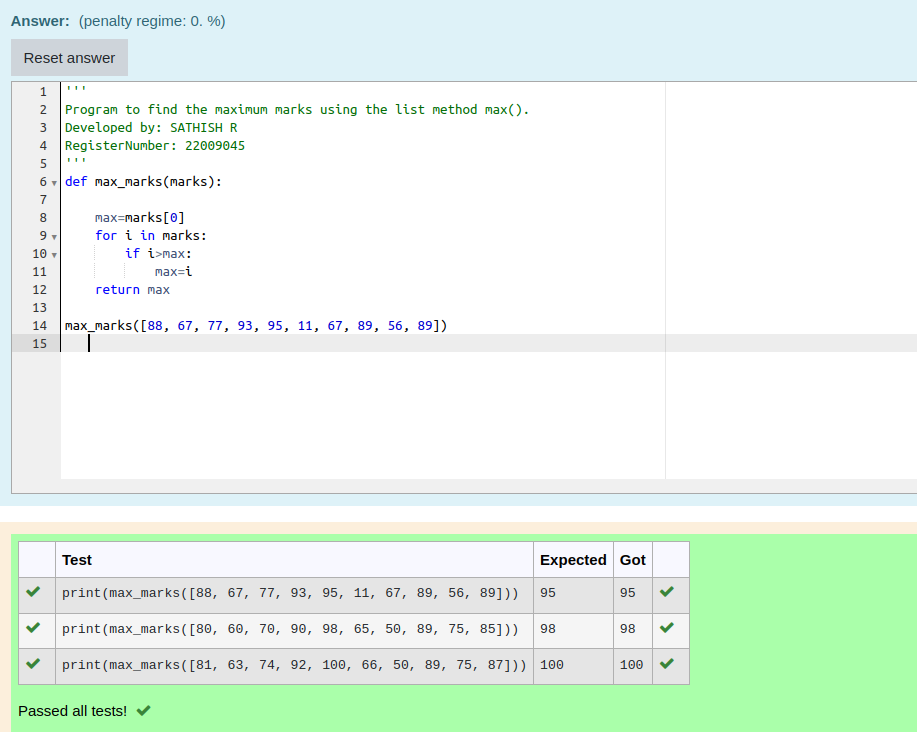 Answer: (penalty regime: 0. %)
Reset answer
1 '''
2 Program to find the maximum marks using the list method max().
3 Developed by: SATHISH R
4 RegisterNumber: 22009045
5 '''
6 def max_marks(marks):
7
8     max=marks[0]
9     for i in marks:
10         if i>max:
11             max=i
12     return max
13
14 max_marks([88, 67, 77, 93, 95, 11, 67, 89, 56, 89])
15
Test Expected Got
print(max_marks([88, 67, 77, 93, 95, 11, 67, 89, 56, 89])) 95 95
print(max_marks([80, 60, 70, 90, 98, 65, 50, 89, 75, 85])) 98 98
print(max_marks([81, 63, 74, 92, 100, 66, 50, 89, 75, 87])) 100 100
Passed all tests!